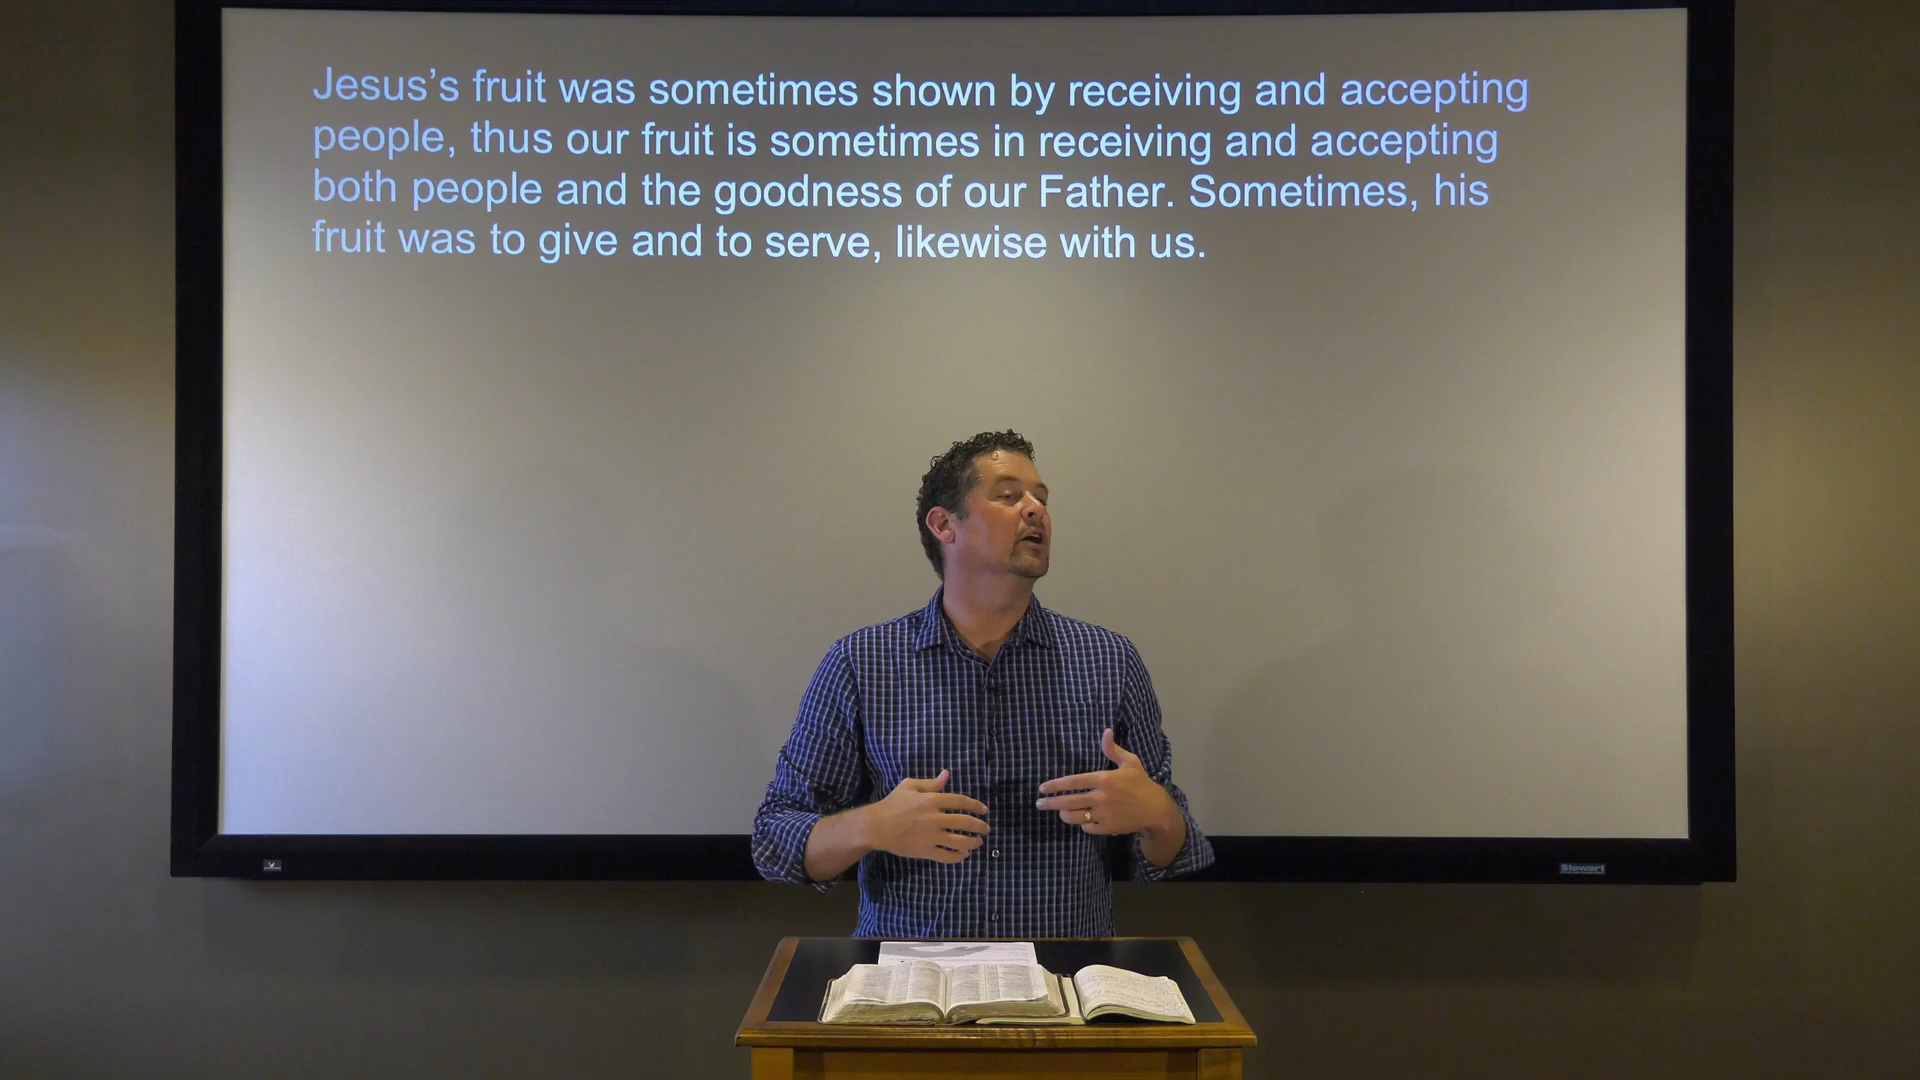 Jesus’s fruit was sometimes shown by receiving and accepting
people, thus our fruit is sometimes in receiving and accepting
both people and the goodness of our Father. Sometimes, his
fruit was to give and to serve, likewise with us.
Stewart